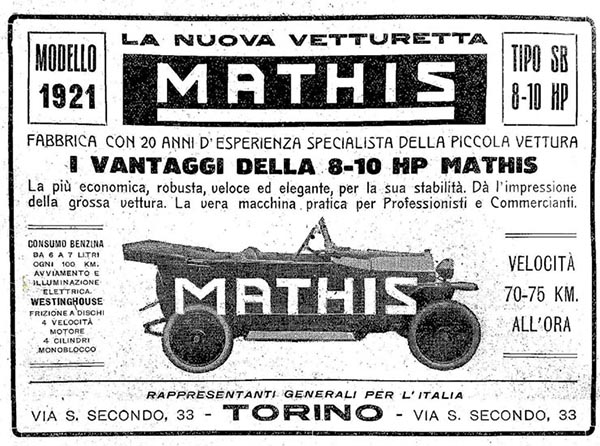 LA NUOVA VETTURETTA
MODELLO
1921
MATHIS
TIPO SB
8-10 HP
FABBRICA CON 20 ANNI D'ESPERIENZA SPECIALISTA DELLA PICCOLA VETTURA
I VANTAGGI DELLA 8-10 HP MATHIS
La più economica, robusta, veloce ed elegante, per la sua stabilità. Dà l'impressione
della grossa vettura. La vera macchina pratica per Professionisti e Commercianti.
CONSUMO BENZINA
DA 6 A 7 LITRI
OGNI 100 KM.
AVVIAMENTO E
ILLUMINAZIONE
ELETTRICA.
WESTINGHOUSE
FRIZIONE A DISCHI
4 VELOCITÀ
MOTORE
4 CILINDRI
MONOBLOCCO
MATHIS
VELOCITÀ
70-75 KM.
ALL'ORA
RAPPRESENTANTI GENERALI PER L'ITALIA
VIA S. SECONDO, 33 - TORINO - VIA S. SECONDO, 33